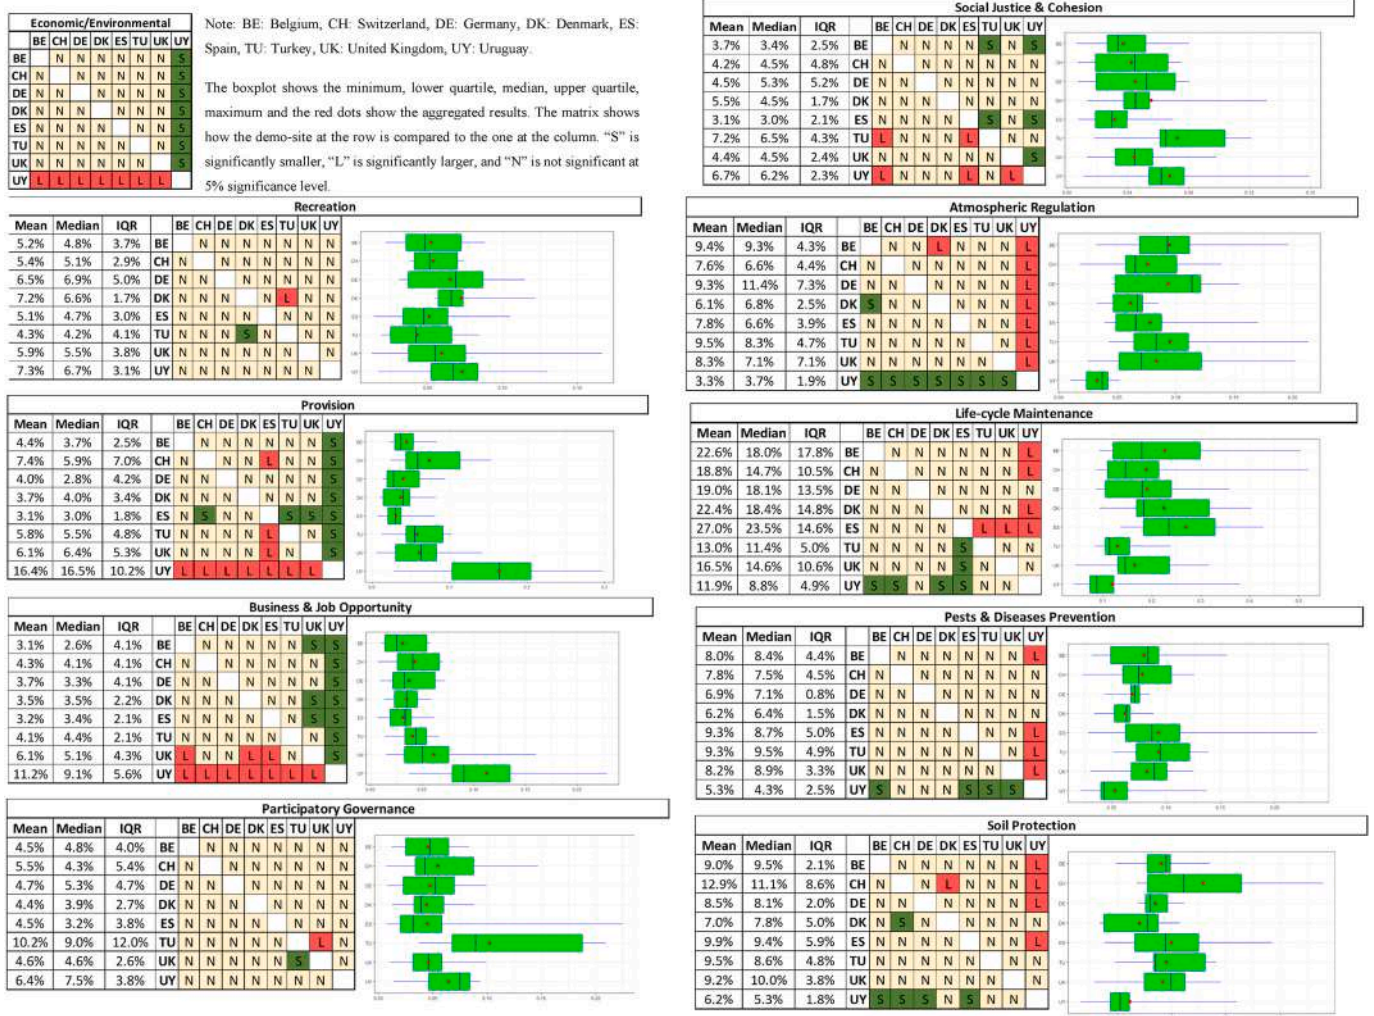 Economic/Environmental
BE CH DE DK ES TU UK UY
BE N N N N N N S
CH N N N N N N S
DE N N N N N N S
DK N N N N N N S
ES N N N N N N S
TU N N N N N N S
UK N N N N N N S
UY L L L L L L L
Note: BE: Belgium, CH: Switzerland, DE: Germany, DK: Denmark, ES:
Spain, TU: Turkey, UK: United Kingdom, UY: Uruguay.
The boxplot shows the minimum, lower quartile, median, upper quartile,
maximum and the red dots show the aggregated results. The matrix shows
how the demo-site at the row is compared to the one at the column. “S” is
significantly smaller, “L” is significantly larger, and “N” is not significant at
5% significance level.
Recreation
Mean Median IQR BE CH DE DK ES TU UK UY
5.2% 4.8% 3.7% BE N N N N N N N
5.4% 5.1% 2.9% CH N N N N N N N
6.5% 6.9% 5.0% DE N N N N N N N
7.2% 6.6% 1.7% DK N N N N L N N
5.1% 4.7% 3.0% ES N N N N N N N
4.3% 4.2% 4.1% TU N N N S N N N
5.9% 5.5% 3.8% UK N N N N N N N
7.3% 6.7% 3.1% UY N N N N N N N
Provision
Mean Median IQR BE CH DE DK ES TU UK UY
4.4% 3.7% 2.5% BE N N N N N N S
7.4% 5.9% 7.0% CH N N N L N N S
4.0% 2.8% 4.2% DE N N N N N N S
3.7% 4.0% 3.4% DK N N N N N N S
3.1% 3.0% 1.8% ES N S N N S S S
5.8% 5.5% 4.8% TU N N N N L N S
6.1% 6.4% 5.3% UK N N N N L N S
16.4% 16.5% 10.2% UY L L L L L L L
Business & Job Opportunity
Mean Median IQR BE CH DE DK ES TU UK UY
3.1% 2.6% 4.1% BE N N N N N S S
4.3% 4.1% 4.1% CH N N N N N N S
3.7% 3.3% 4.1% DE N N N N N N S
3.5% 3.5% 2.2% DK N N N N N S S
3.2% 3.4% 2.1% ES N N N N N S S
4.1% 4.4% 2.1% TU N N N N N N S
6.1% 5.1% 4.3% UK L N N L L N S
11.2% 9.1% 5.6% UY L L L L L L L
Participatory Governance
Mean Median IQR BE CH DE DK ES TU UK UY
4.5% 4.8% 4.0% BE N N N N N N N
5.5% 4.3% 5.4% CH N N N N N N N
4.7% 5.3% 4.7% DE N N N N N N N
4.4% 3.9% 2.7% DK N N N N N N N
4.5% 3.2% 3.8% ES N N N N N N N
10.2% 9.0% 12.0% TU N N N N N L N
4.6% 4.6% 2.6% UK N N N N N S N
6.4% 7.5% 3.8% UY N N N N N N N
Social Justice & Cohesion
Mean Median IQR BE CH DE DK ES TU UK UY
3.7% 3.4% 2.5% BE N N N N S N S
4.2% 4.5% 4.8% CH N N N N N N N
4.5% 5.3% 5.2% DE N N N N N N N
5.5% 4.5% 1.7% DK N N N N N N N
3.1% 3.0% 2.1% ES N N N N S N S
7.2% 6.5% 4.3% TU L N N N L N N
4.4% 4.5% 2.4% UK N N N N N N S
6.7% 6.2% 2.3% UY L N N N L N L
Atmospheric Regulation
Mean Median IQR BE CH DE DK ES TU UK UY
9.4% 9.3% 4.3% BE N N L N N N L
7.6% 6.6% 4.4% CH N N N N N N L
9.3% 11.4% 7.3% DE N N N N N N L
6.1% 6.8% 2.5% DK S N N N N N L
7.8% 6.6% 3.9% ES N N N N N N L
9.5% 8.3% 4.7% TU N N N N N N L
8.3% 7.1% 7.1% UK N N N N N N L
3.3% 3.7% 1.9% UY S S S S S S S
Life-cycle Maintenance
Mean Median IQR BE CH DE DK ES TU UK UY
22.6% 18.0% 17.8% BE N N N N N N L
18.8% 14.7% 10.5% CH N N N N N N L
19.0% 18.1% 13.5% DE N N N N N N N
22.4% 18.4% 14.8% DK N N N N N N L
27.0% 23.5% 14.6% ES N N N N L L L
13.0% 11.4% 5.0% TU N N N N S N N
16.5% 14.6% 10.6% UK N N N N S N N
11.9% 8.8% 4.9% UY S S N S S N N
Pests & Diseases Prevention
Mean Median IQR BE CH DE DK ES TU UK UY
8.0% 8.4% 4.4% BE N N N N N N L
7.8% 7.5% 4.5% CH N N N N N N N
6.9% 7.1% 0.8% DE N N N N N N N
6.2% 6.4% 1.5% DK N N N N N N N
9.3% 8.7% 5.0% ES N N N N N N L
9.3% 9.5% 4.9% TU N N N N N N L
8.2% 8.9% 3.3% UK N N N N N N L
5.3% 4.3% 2.5% UY S N N N S S S
Soil Protection
Mean Median IQR BE CH DE DK ES TU UK UY
9.0% 9.5% 2.1% BE N N N N N N L
12.9% 11.1% 8.6% CH N N L N N N L
8.5% 8.1% 2.0% DE N N N N N N L
7.0% 7.8% 5.0% DK N S N N N N N
9.9% 9.4% 5.9% ES N N N N N N L
9.5% 8.6% 4.8% TU N N N N N N N
9.2% 10.0% 3.8% UK N N N N N N N
6.2% 5.3% 1.8% UY S S S N S N N